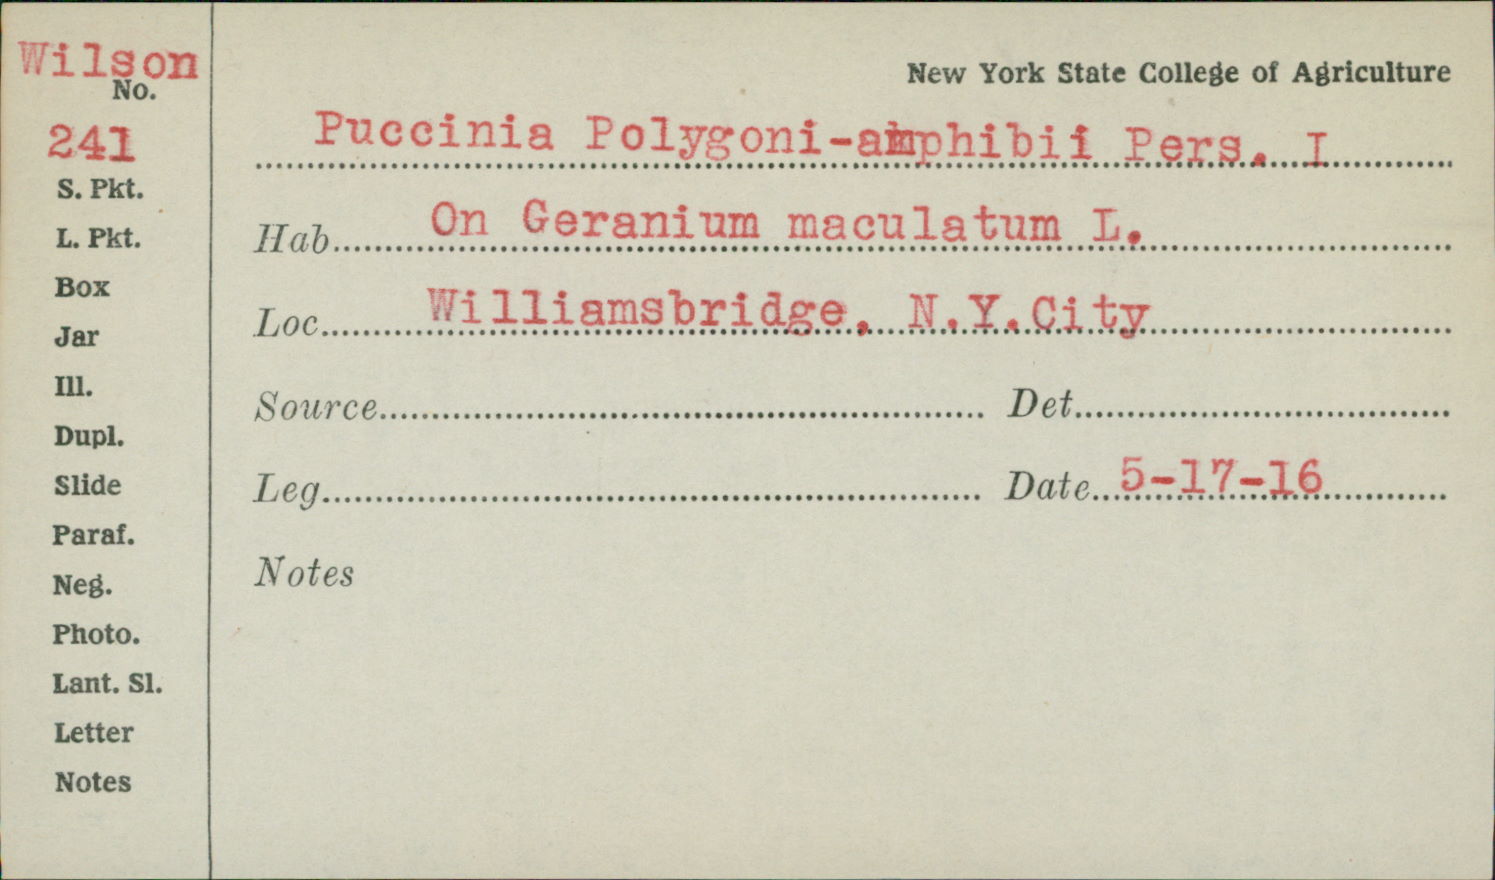 Wilson
No.
241
S. Pkt.
L. Pkt.
Box
Jar
Ill.
Dupl.
Slide
Paraf.
Neg.
Photo.
Lant. Sl.
Letter
Notes
New York State College of Agriculture
Puccinia Polygoni-amphibii Pers. I
Hab. On Geranium maculatum L.
Loc. Williamsbridge, N.Y.City
Source Det.
Leg. Date 5-17-16
Notes